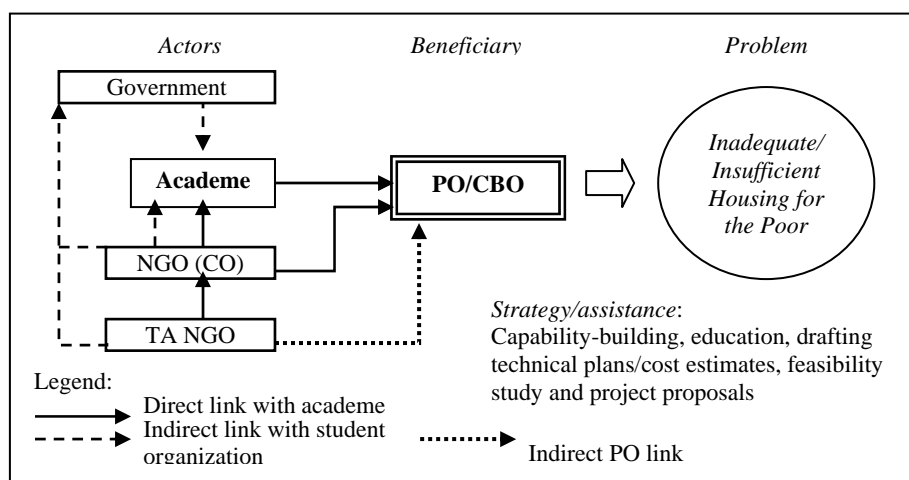 Actors
Beneficiary
Problem
Government
Academe
PO/CBO
Inadequate/
Insufficient
Housing for
the Poor
NGO (CO)
TA NGO
Strategy/assistance:
Capability-building, education, drafting
technical plans/cost estimates, feasibility
study and project proposals
Legend:
Direct link with academe
Indirect link with student
organization
Indirect PO link